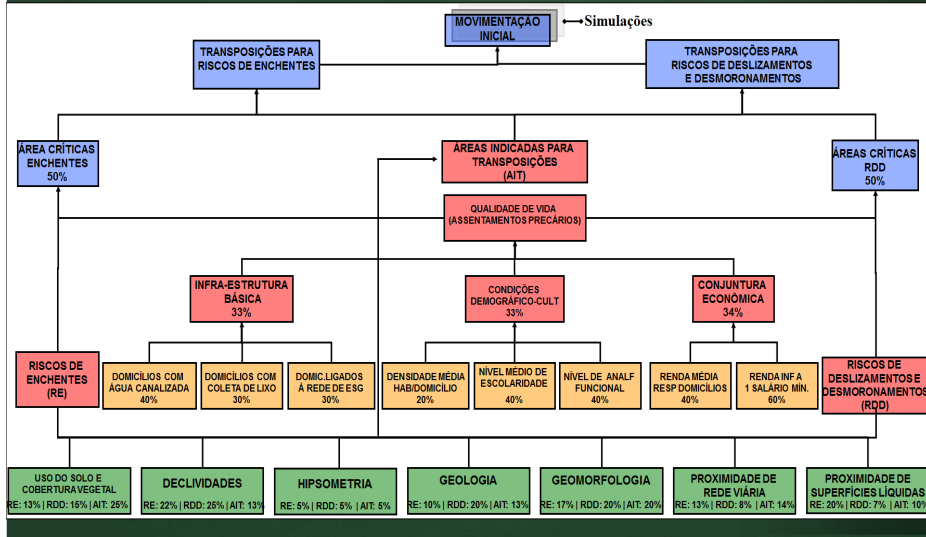 MOVIMENTAÇÃO
INICIAL
Simulações
TRANSPOSIÇÕES PARA
RISCOS DE ENCHENTES
TRANSPOSIÇÕES PARA
RISCOS DE DESLIZAMENTOS
E DESMORONAMENTOS
ÁREA CRÍTICAS
ENCHENTES
50%
ÁREAS INDICADAS PARA
TRANSPOSIÇÕES
(AIT)
ÁREAS CRÍTICAS
RDD
50%
QUALIDADE DE VIDA
(ASSENTAMENTOS PRECÁRIOS)
INFRA-ESTRUTURA
BÁSICA
33%
CONDIÇÕES
DEMOGRÁFICO-CULT
33%
CONJUNTURA
ECONÔMICA
34%
RISCOS DE
ENCHENTES
(RE)
DOMICÍLIOS COM
ÁGUA CANALIZADA
40%
DOMICÍLIOS COM
COLETA DE LIXO
30%
DOMIC.LIGADOS
À REDE DE ESG
30%
DENSIDADE MÉDIA
HAB/DOMICÍLIO
20%
NÍVEL MÉDIO DE
ESCOLARIDADE
40%
NÍVEL DE ANALF
FUNCIONAL
40%
RENDA MÉDIA
RESP DOMICÍLIOS
40%
RENDA INF A
1 SALÁRIO MÍN.
60%
RISCOS DE
DESLIZAMENTOS E
DESMORONAMENTOS
(RDD)
USO DO SOLO E
COBERTURA VEGETAL
RE: 13% | RDD: 15% | AIT: 25%
DECLIVIDADES
RE: 22% | RDD: 25% | AIT: 13%
HIPSOMETRIA
RE: 5% | RDD: 5% | AIT: 5%
GEOLOGIA
RE: 10% | RDD: 20% | AIT: 13%
GEOMORFOLOGIA
RE: 17% | RDD: 20% | AIT: 20%
PROXIMIDADE DE
REDE VIÁRIA
RE: 13% | RDD: 8% | AIT: 14%
PROXIMIDADE DE
SUPERFÍCIES LÍQUIDAS
RE: 20% | RDD: 7% | AIT: 10%